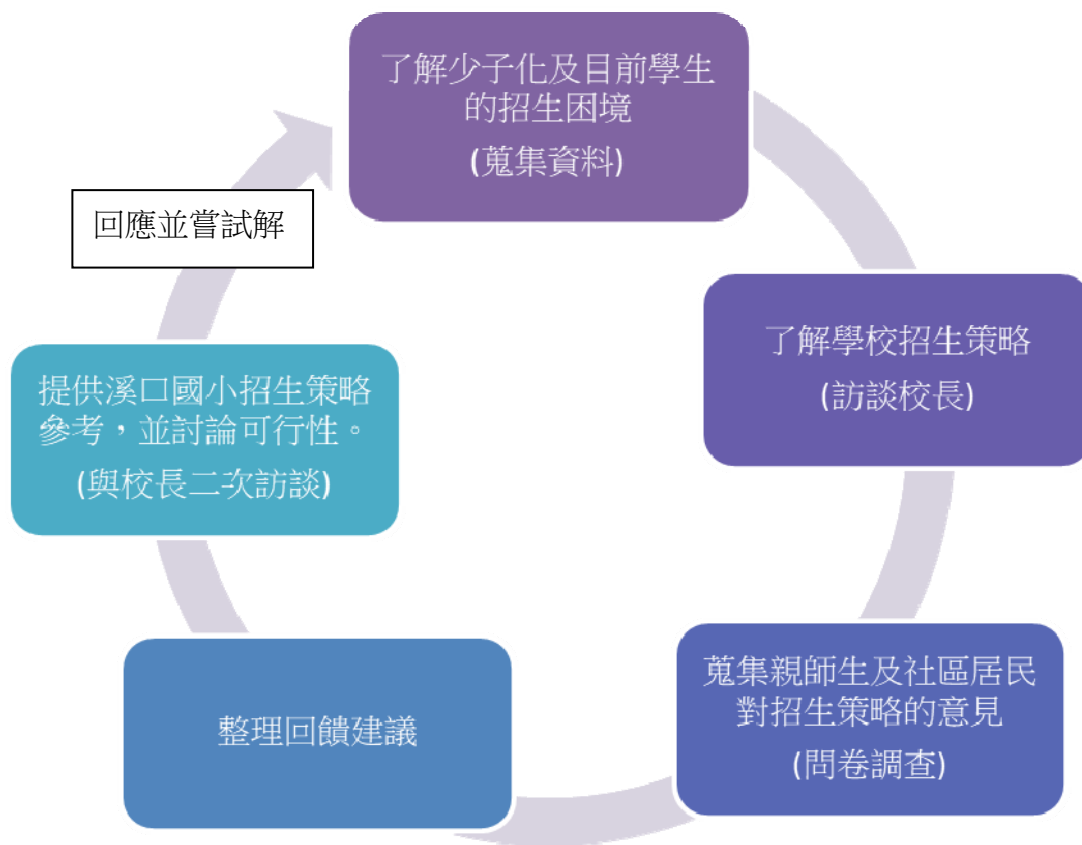 了解少子化及目前學生
的招生困境
(蒐集資料)
回應並嘗試解
了解學校招生策略
(訪談校長)
提供溪口國小招生策略
參考，並討論可行性。
(與校長二次訪談)
蒐集親師生及社區居民
對招生策略的意見
(問卷調查)
整理回饋建議